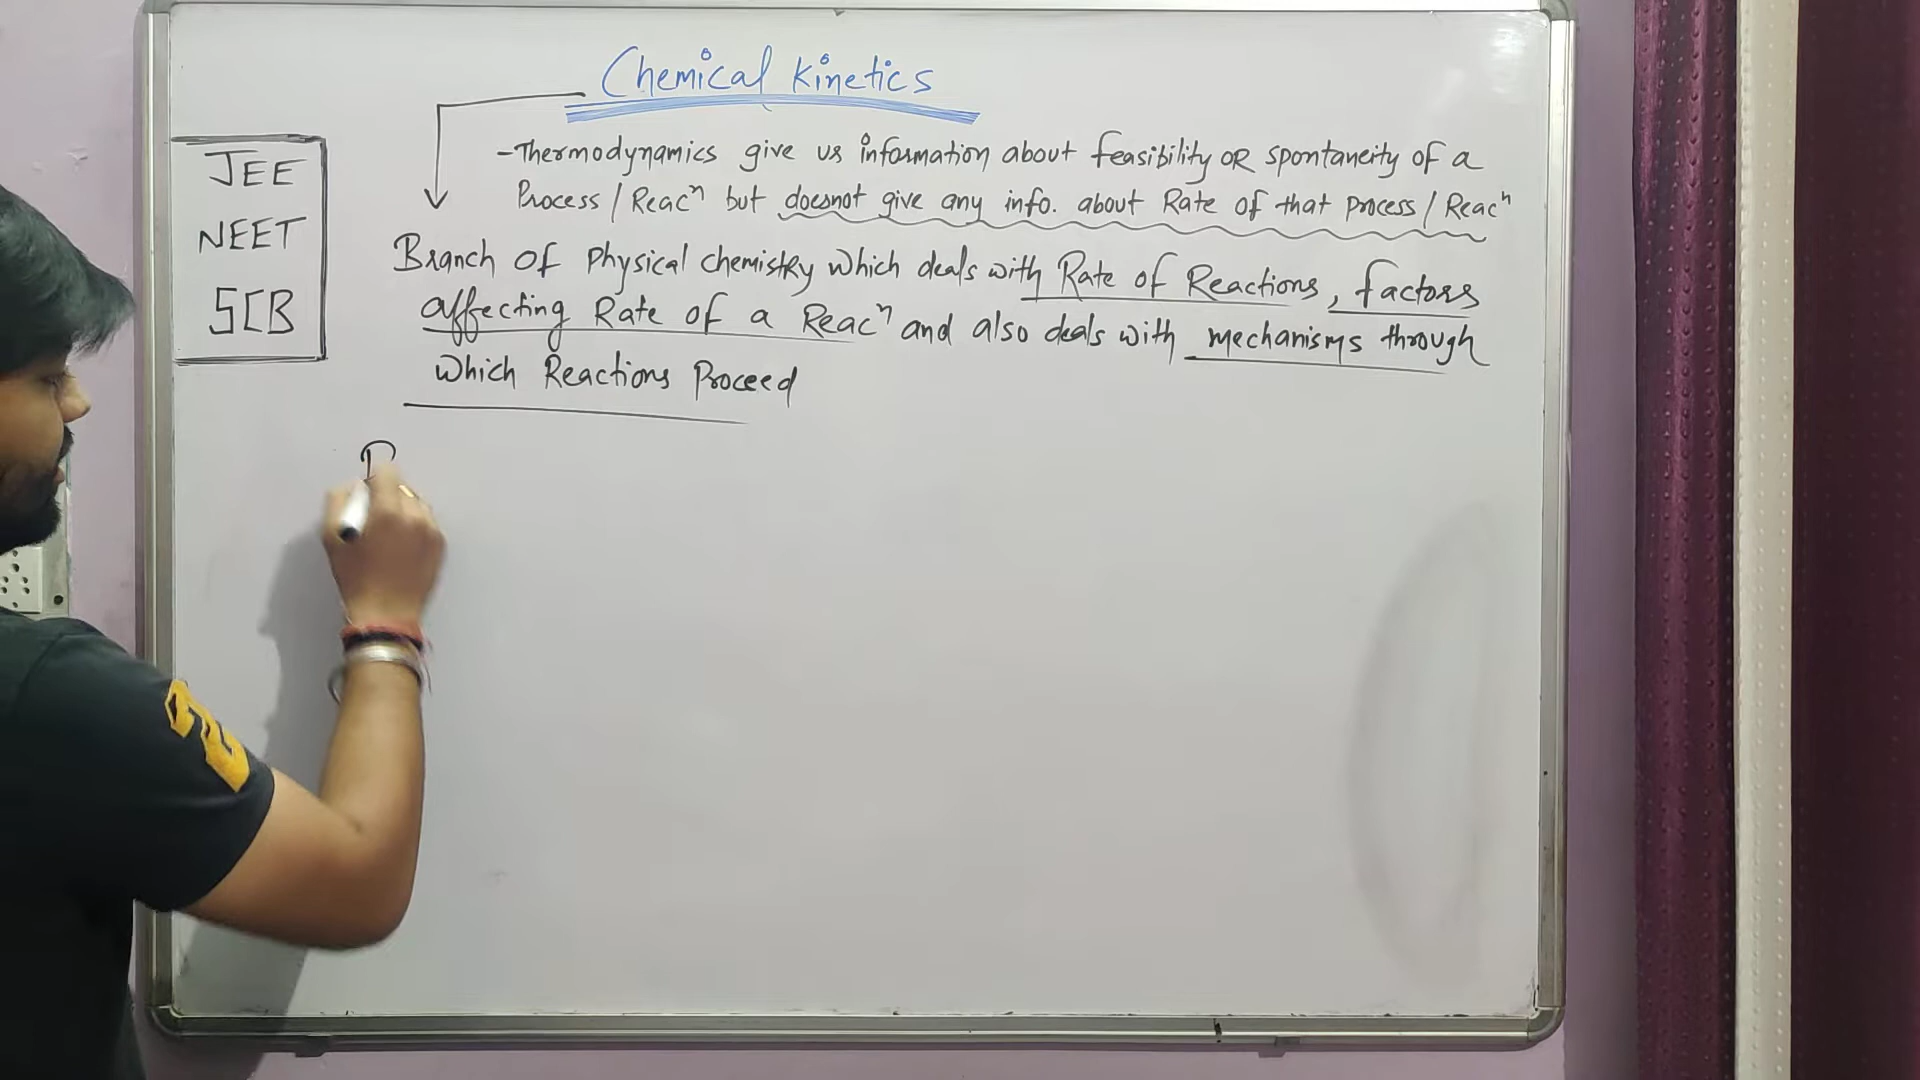 Chemical Kinetics
JEE
NEET
SCB
-Thermodynamics give us information about feasibility OR spontaneity of a
Process / Reacⁿ but doesnot give any info. about Rate of that process / Reacⁿ
Branch of Physical chemistry which deals with Rate of Reactions, factors
affecting Rate of a Reacⁿ and also deals with mechanisms through
which Reactions Proceed